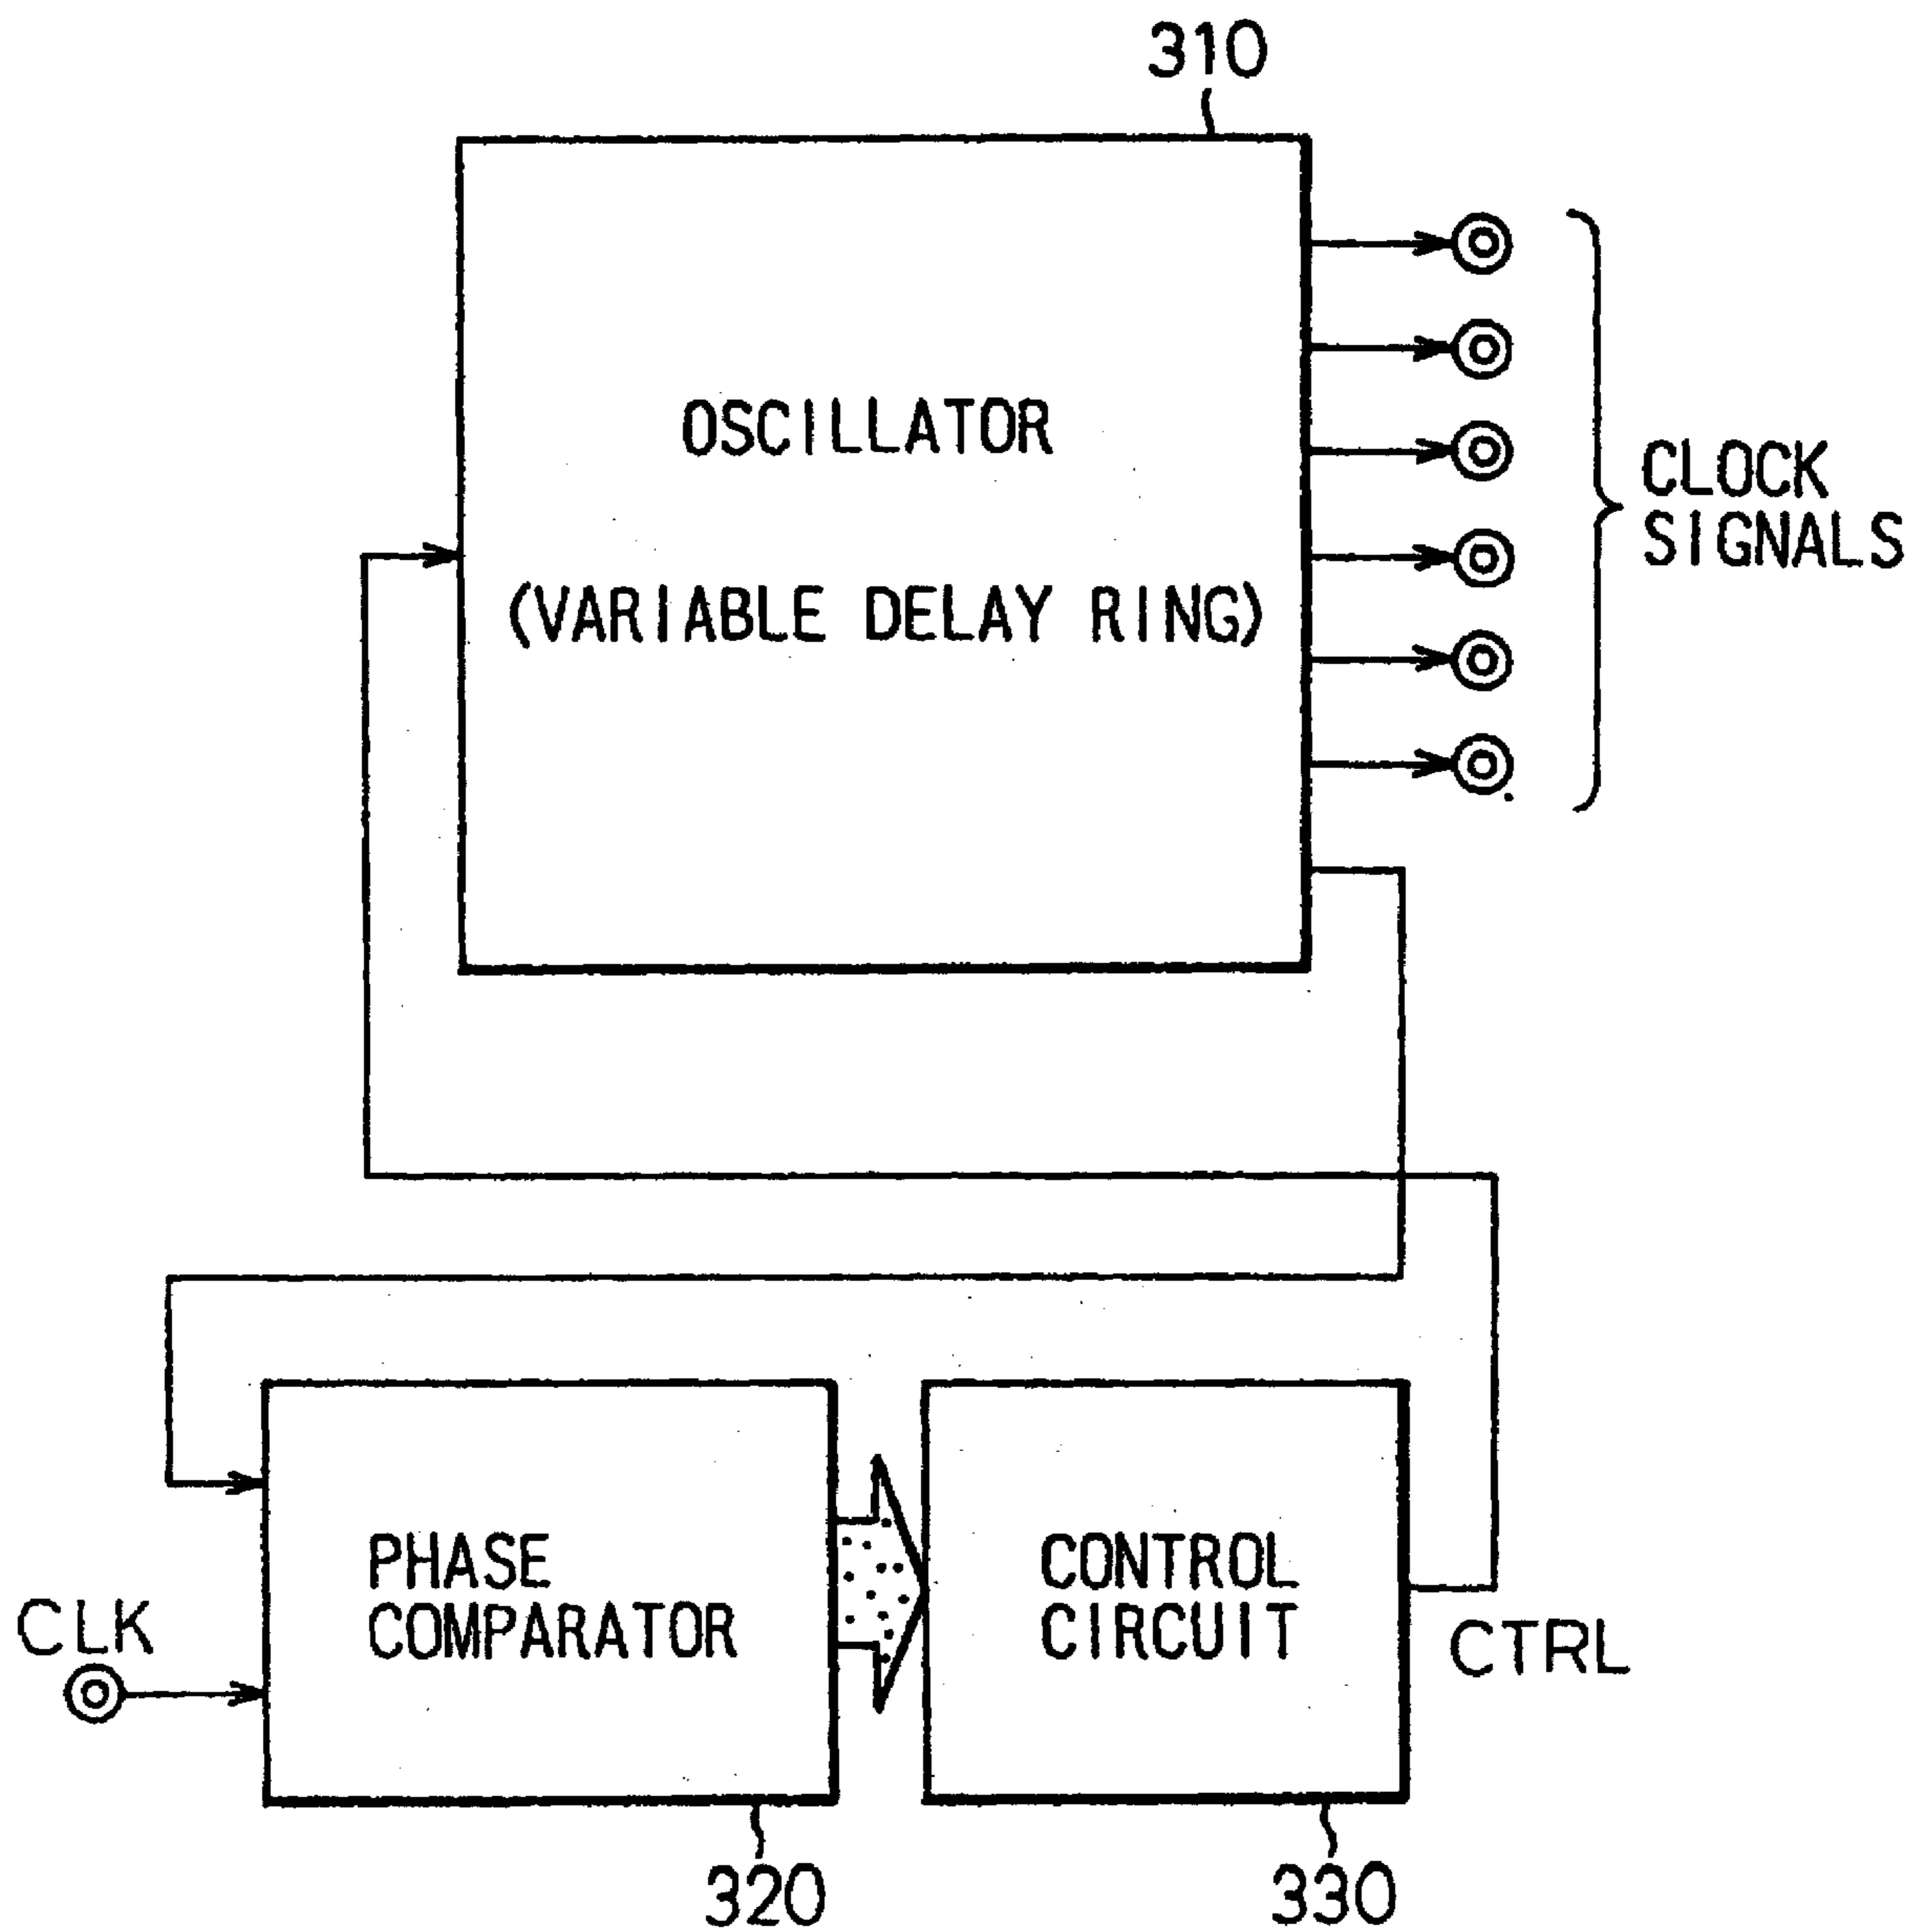 310
OSCILLATOR
(VARIABLE DELAY RING)
CLOCK
SIGNALS
PHASE
COMPARATOR
CONTROL
CIRCUIT
CLK
CTRL
320
330